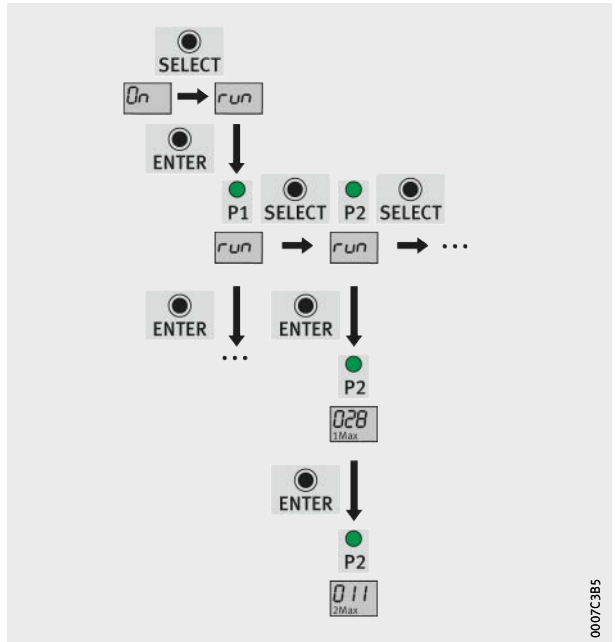 SELECT
On run
ENTER
P1 SELECT P2 SELECT
run run ...
ENTER ENTER
...
P2
028
1Max
ENTER
P2
011
2Max
0007C3B5